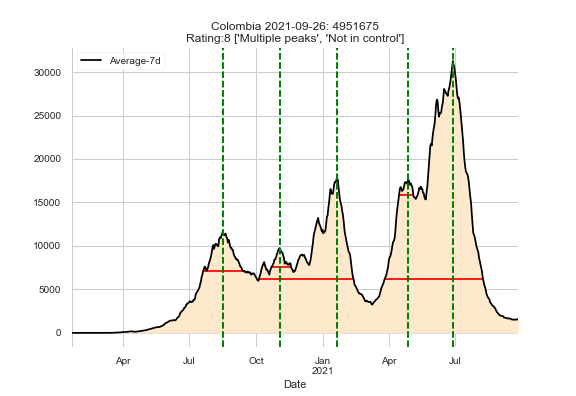 Colombia 2021-09-26: 4951675
Rating:8 ['Multiple peaks', 'Not in control']
Average-7d
30000
25000
20000
15000
10000
5000
0
Apr Jul Oct Jan Apr Jul
2021
Date